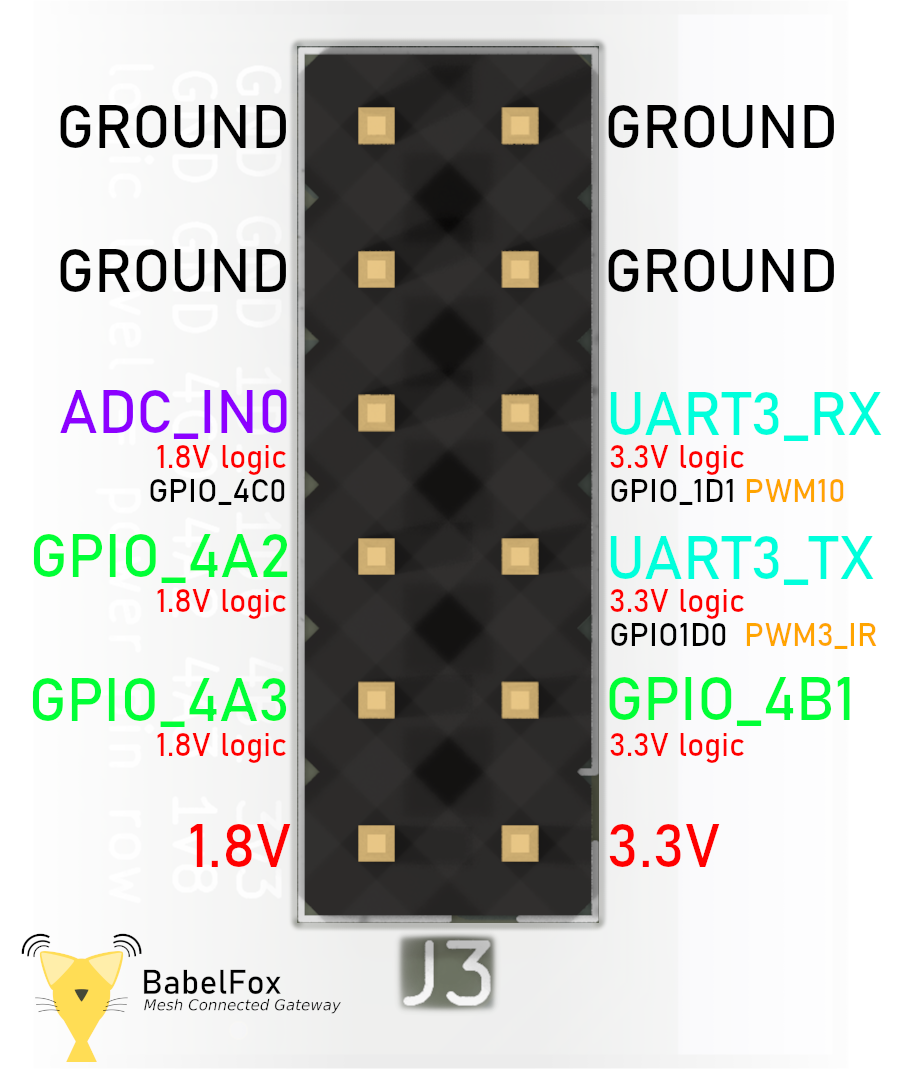 GROUND GROUND
GROUND GROUND
ADC_IN0 UART3_RX
1.8V logic 3.3V logic
GPIO_4C0 GPIO_1D1 PWM10
GPIO_4A2 UART3_TX
1.8V logic 3.3V logic
GPIO1D0 PWM3_IR
GPIO_4A3 GPIO_4B1
1.8V logic 3.3V logic
1.8V 3.3V
J3
BabelFox
Mesh Connected Gateway